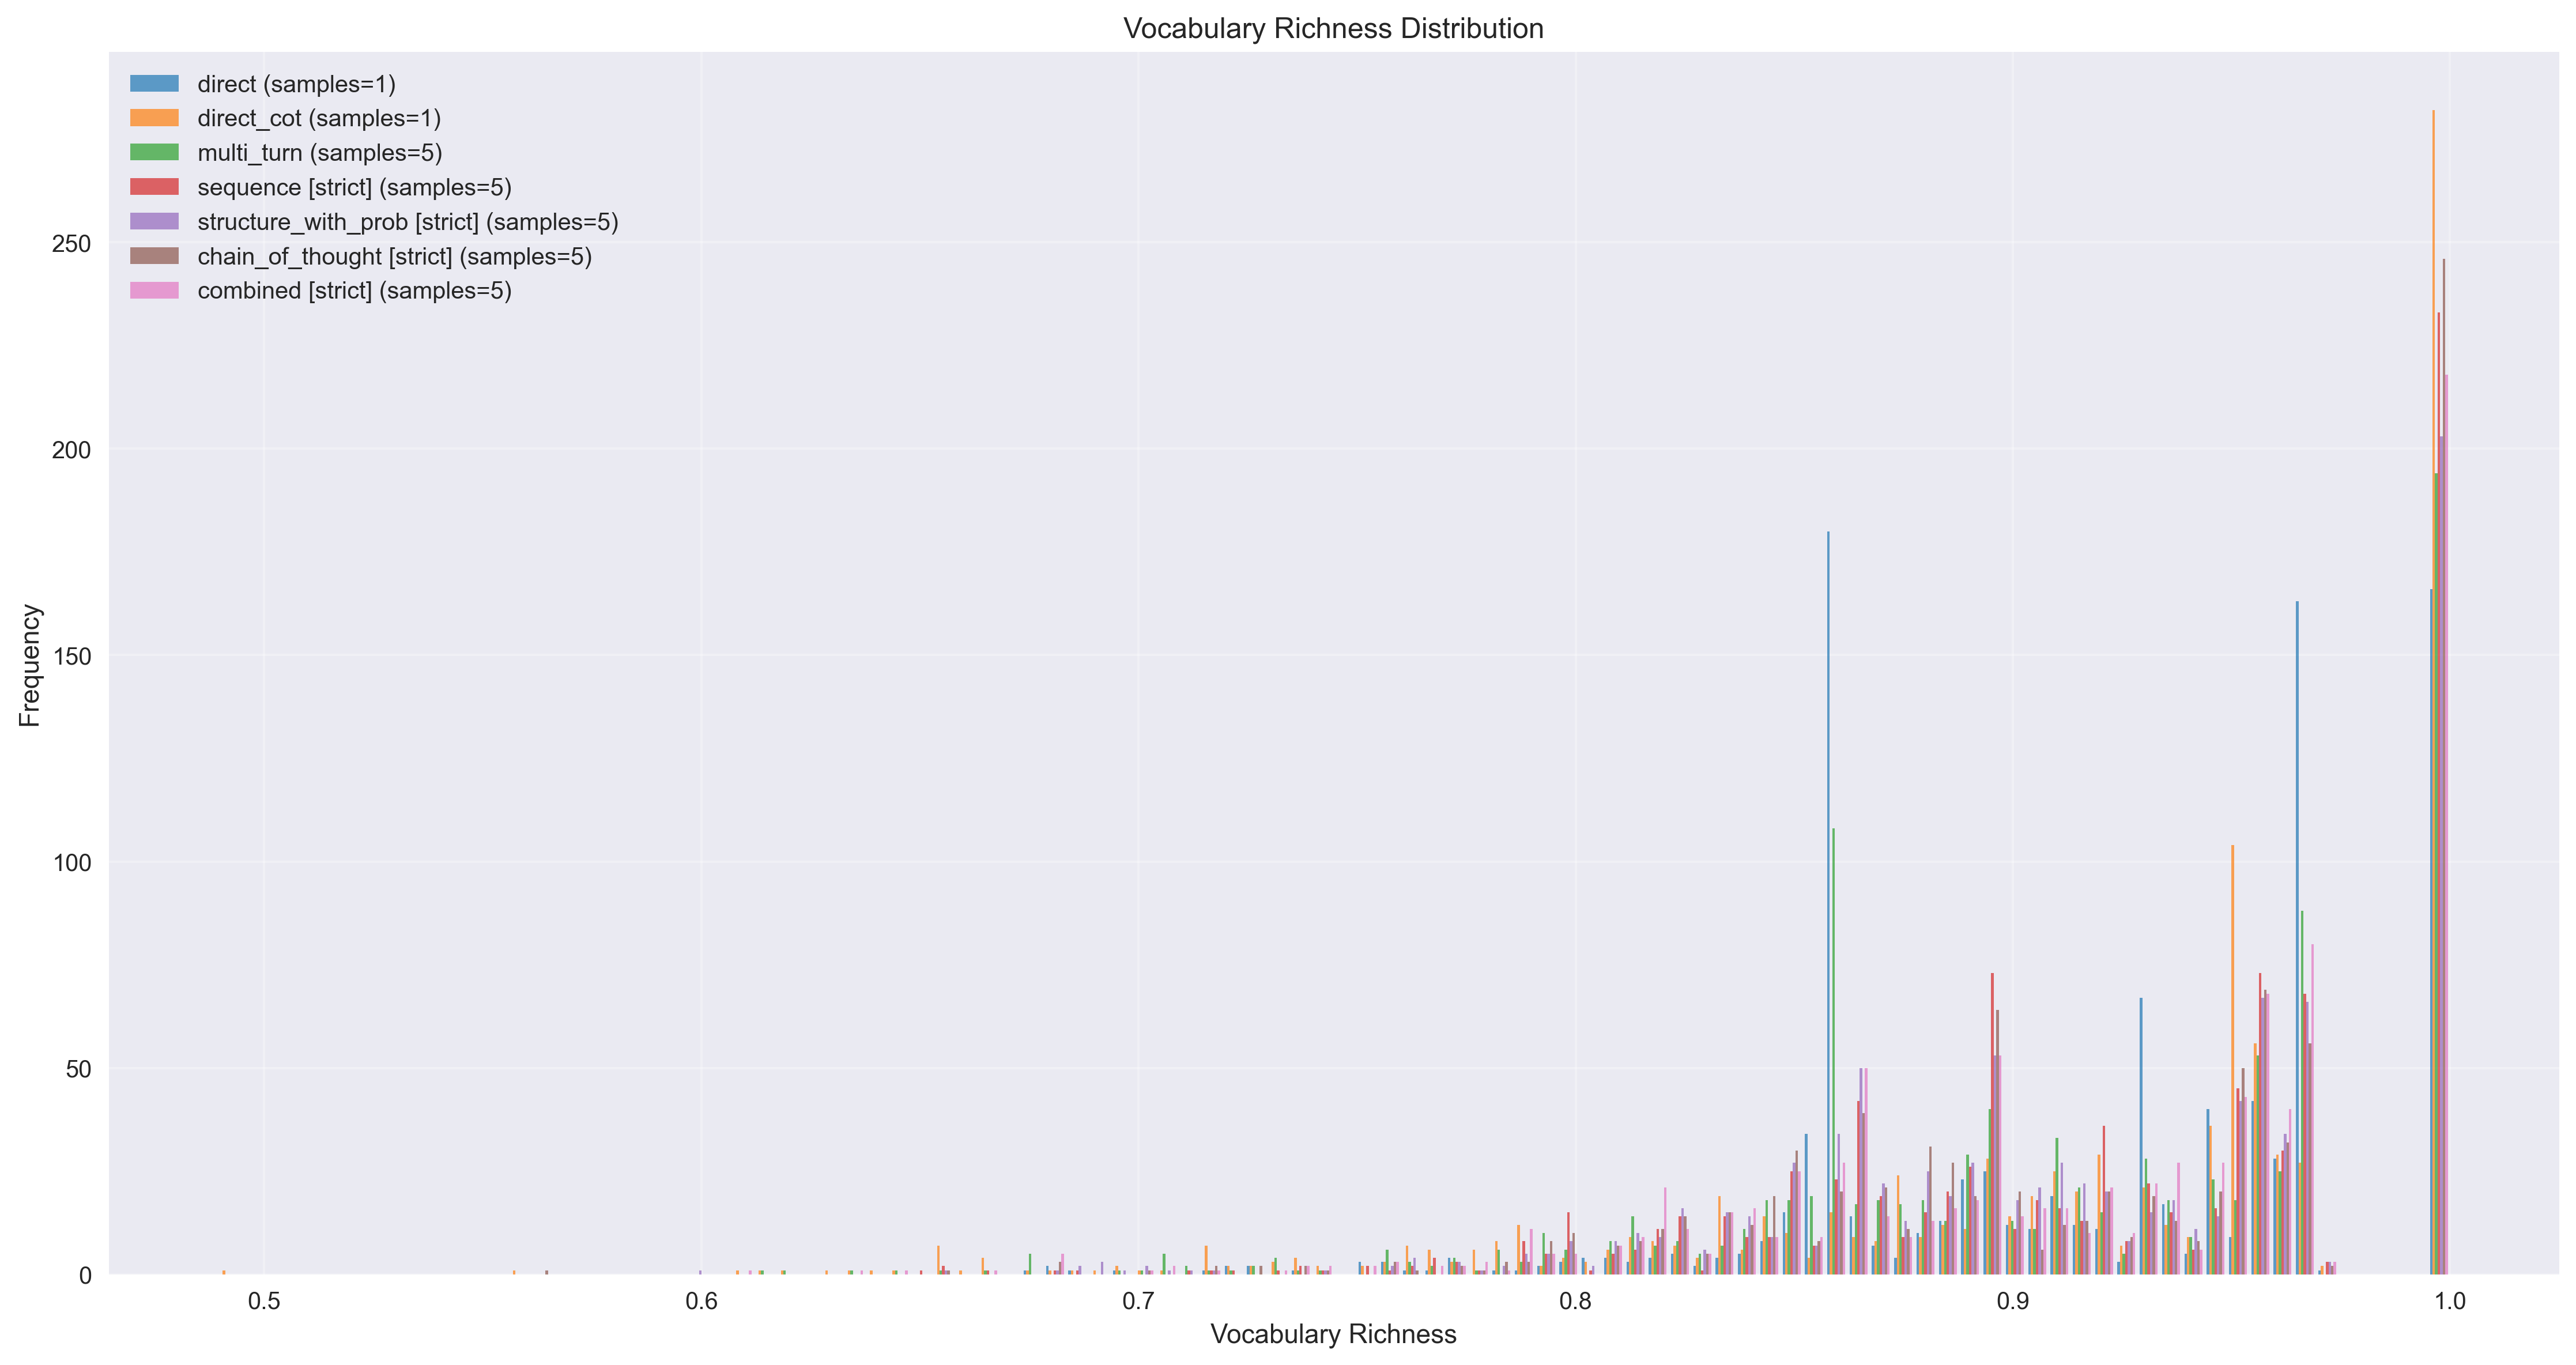 Vocabulary Richness Distribution
direct (samples=1)
direct_cot (samples=1)
multi_turn (samples=5)
sequence [strict] (samples=5)
structure_with_prob [strict] (samples=5)
chain_of_thought [strict] (samples=5)
combined [strict] (samples=5)
250
200
150
100
50
0
Frequency
0.5 0.6 0.7 0.8 0.9 1.0
Vocabulary Richness